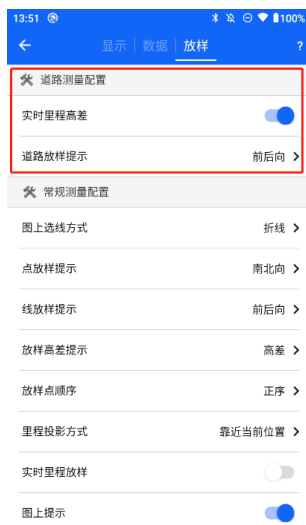 13:51 100%
显示 数据 放样 ?
道路测量配置
实时里程高差
道路放样提示 前后向
常规测量配置
图上选线方式 折线
点放样提示 南北向
线放样提示 前后向
放样高差提示 高差
放样点顺序 正序
里程投影方式 靠近当前位置
实时里程放样
图上提示